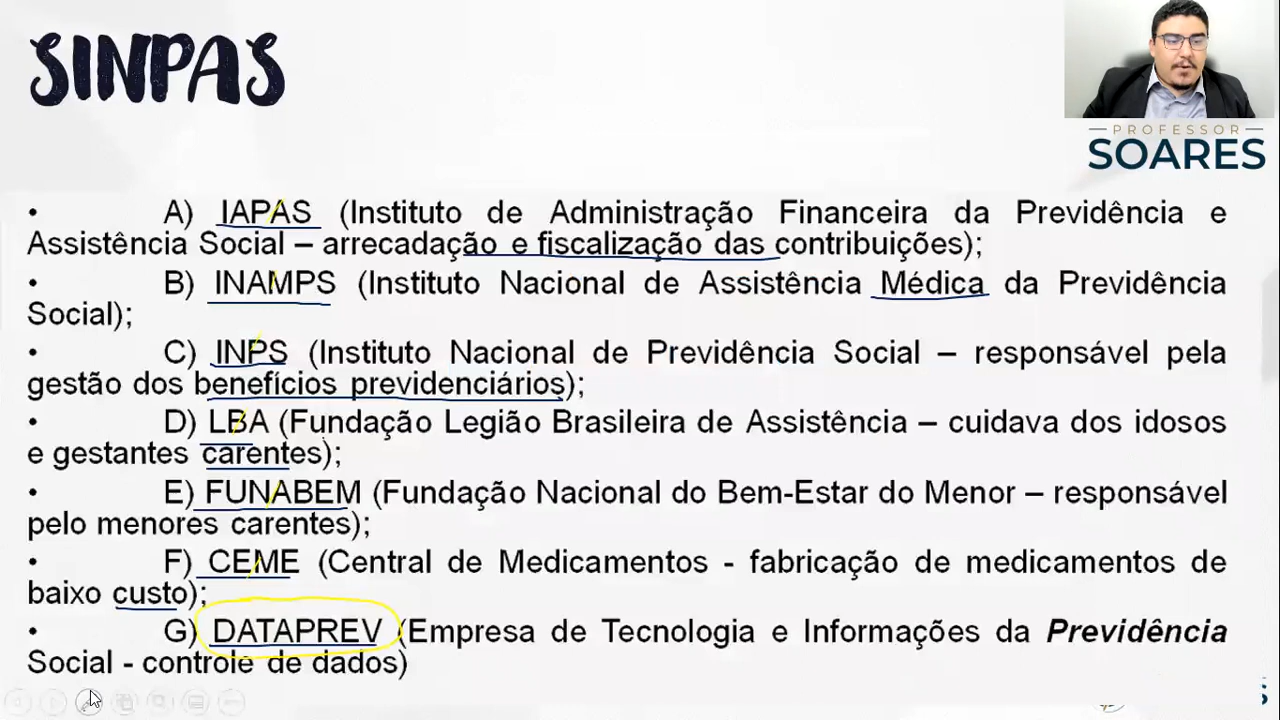 SINPAS
PROFESSOR
SOARES
• A) IAPAS (Instituto de Administração Financeira da Previdência e
Assistência Social – arrecadação e fiscalização das contribuições);
• B) INAMPS (Instituto Nacional de Assistência Médica da Previdência
Social);
• C) INPS (Instituto Nacional de Previdência Social – responsável pela
gestão dos benefícios previdenciários);
• D) LBA (Fundação Legião Brasileira de Assistência – cuidava dos idosos
e gestantes carentes);
• E) FUNABEM (Fundação Nacional do Bem-Estar do Menor – responsável
pelo menores carentes);
• F) CEME (Central de Medicamentos - fabricação de medicamentos de
baixo custo);
• G) DATAPREV (Empresa de Tecnologia e Informações da Previdência
Social - controle de dados)